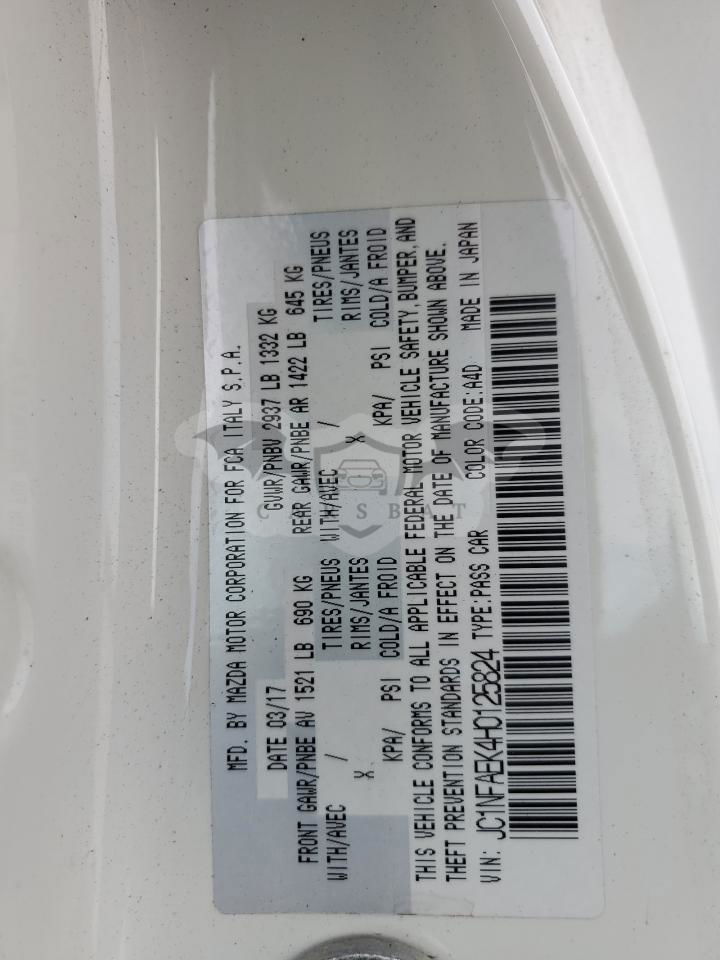 MFD. BY MAZDA MOTOR CORPORATION FOR FCA ITALY S.P.A.
DATE 03/17 GVWR/PNBV 2937 LB 1332 KG
FRONT GAWR/PNBE AV 1521 LB 690 KG REAR GAWR/PNBE AR 1422 LB 645 KG
WITH/AVEC / TIRES/PNEUS WITH/AVEC / TIRES/PNEUS
X RIMS/JANTES X RIMS/JANTES
KPA/ PSI COLD/A FROID KPA/ PSI COLD/A FROID
THIS VEHICLE CONFORMS TO ALL APPLICABLE FEDERAL MOTOR VEHICLE SAFETY, BUMPER, AND
THEFT PREVENTION STANDARDS IN EFFECT ON THE DATE OF MANUFACTURE SHOWN ABOVE.
VIN: JC1NFAEK4H0125824 TYPE:PASS CAR COLOR CODE:A4D MADE IN JAPAN